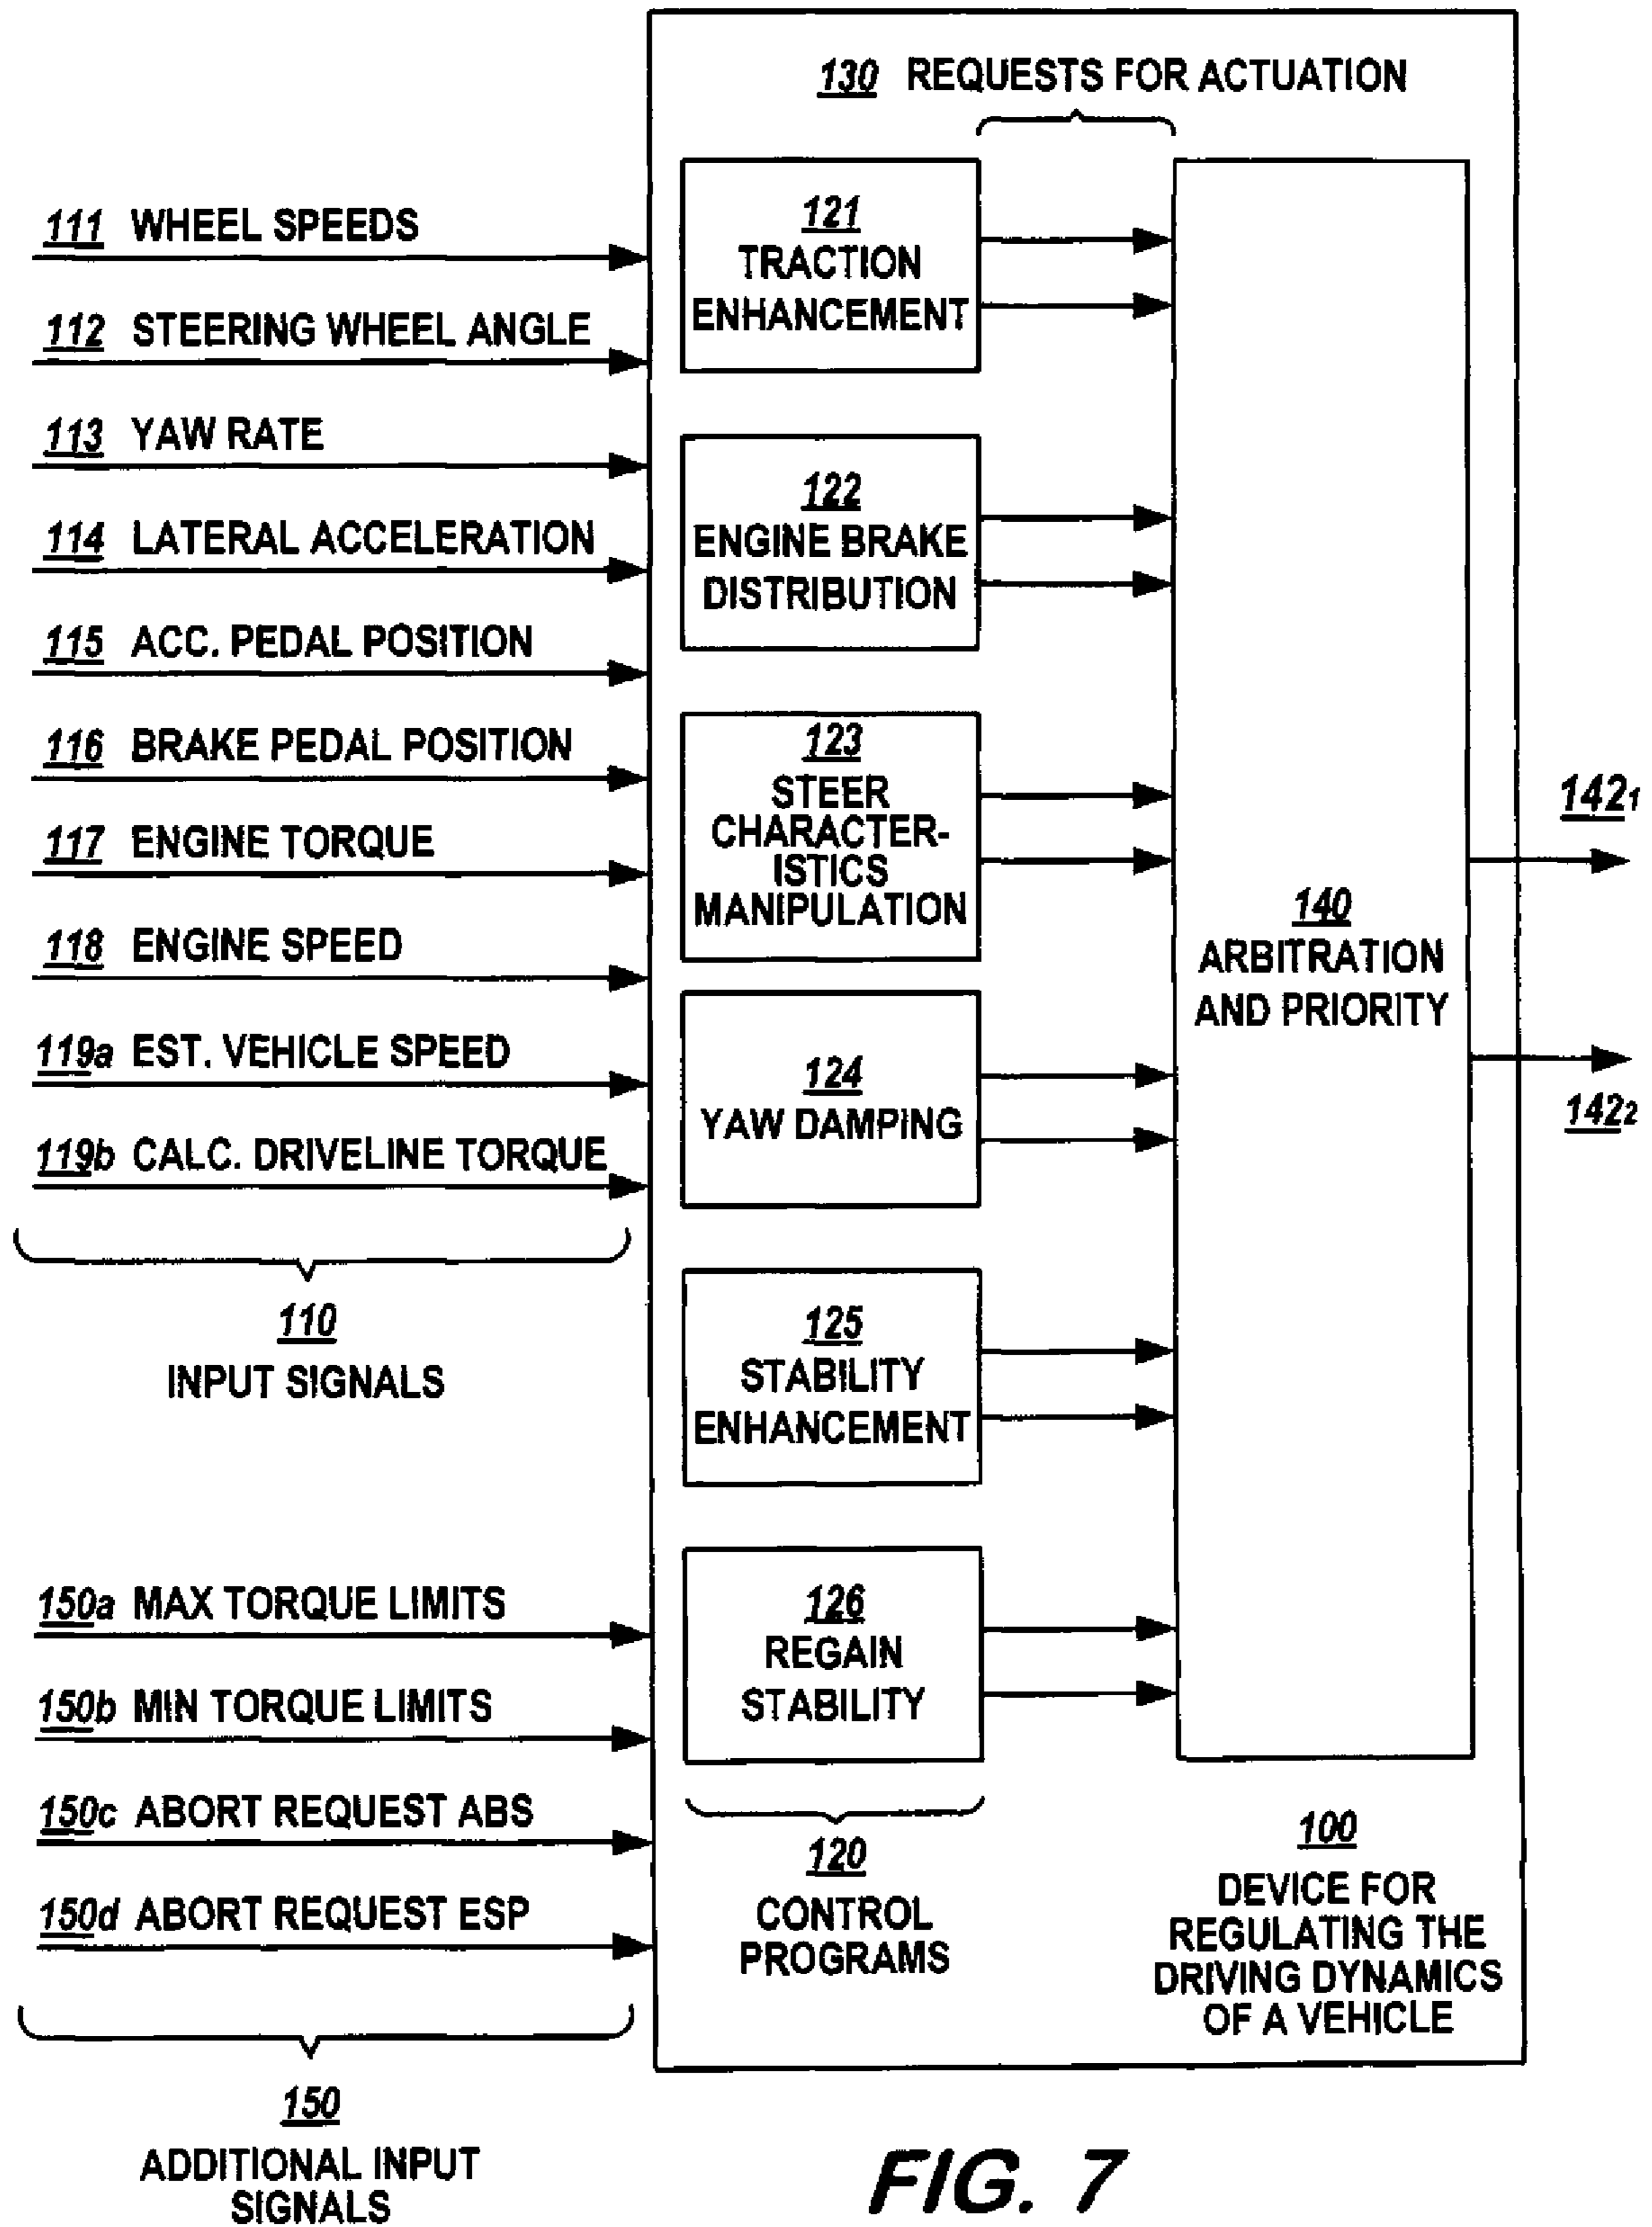 130 REQUESTS FOR ACTUATION
111 WHEEL SPEEDS
112 STEERING WHEEL ANGLE
113 YAW RATE
114 LATERAL ACCELERATION
115 ACC. PEDAL POSITION
116 BRAKE PEDAL POSITION
117 ENGINE TORQUE
118 ENGINE SPEED
119a EST. VEHICLE SPEED
119b CALC. DRIVELINE TORQUE
110
INPUT SIGNALS
150a MAX TORQUE LIMITS
150b MIN TORQUE LIMITS
150c ABORT REQUEST ABS
150d ABORT REQUEST ESP
150
ADDITIONAL INPUT
SIGNALS
121
TRACTION
ENHANCEMENT
122
ENGINE BRAKE
DISTRIBUTION
123
STEER
CHARACTER-
ISTICS
MANIPULATION
124
YAW DAMPING
125
STABILITY
ENHANCEMENT
126
REGAIN
STABILITY
120
CONTROL
PROGRAMS
140
ARBITRATION
AND PRIORITY
142₁
142₂
100
DEVICE FOR
REGULATING THE
DRIVING DYNAMICS
OF A VEHICLE
FIG. 7